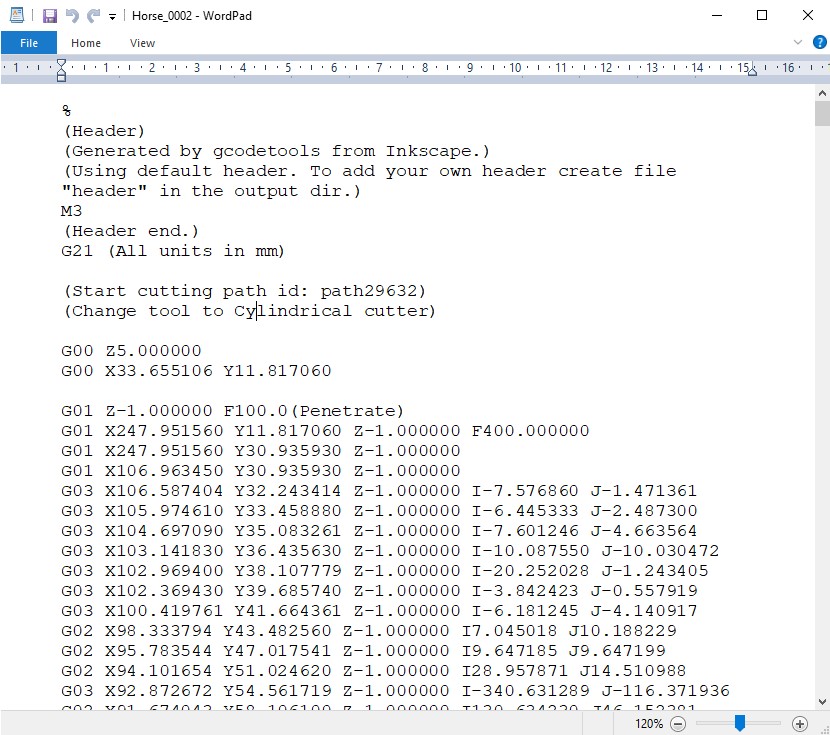 Horse_0002 - WordPad
File Home View
1 1 2 3 4 5 6 7 8 9 10 11 12 13 14 15 16
%
(Header)
(Generated by gcodetools from Inkscape.)
(Using default header. To add your own header create file
"header" in the output dir.)
M3
(Header end.)
G21 (All units in mm)
(Start cutting path id: path29632)
(Change tool to Cylindrical cutter)
G00 Z5.000000
G00 X33.655106 Y11.817060
G01 Z-1.000000 F100.0(Penetrate)
G01 X247.951560 Y11.817060 Z-1.000000 F400.000000
G01 X247.951560 Y30.935930 Z-1.000000
G01 X106.963450 Y30.935930 Z-1.000000
G03 X106.587404 Y32.243414 Z-1.000000 I-7.576860 J-1.471361
G03 X105.974610 Y33.458880 Z-1.000000 I-6.445333 J-2.487300
G03 X104.697090 Y35.083261 Z-1.000000 I-7.601246 J-4.663564
G03 X103.141830 Y36.435630 Z-1.000000 I-10.087550 J-10.030472
G03 X102.969400 Y38.107779 Z-1.000000 I-20.252028 J-1.243405
G03 X102.369430 Y39.685740 Z-1.000000 I-3.842423 J-0.557919
G03 X100.419761 Y41.664361 Z-1.000000 I-6.181245 J-4.140917
G02 X98.333794 Y43.482560 Z-1.000000 I7.045018 J10.188229
G02 X95.783544 Y47.017541 Z-1.000000 I9.647185 J9.647199
G02 X94.101654 Y51.024620 Z-1.000000 I28.957871 J14.510988
G03 X92.872672 Y54.561719 Z-1.000000 I-340.631289 J-116.371936
120%